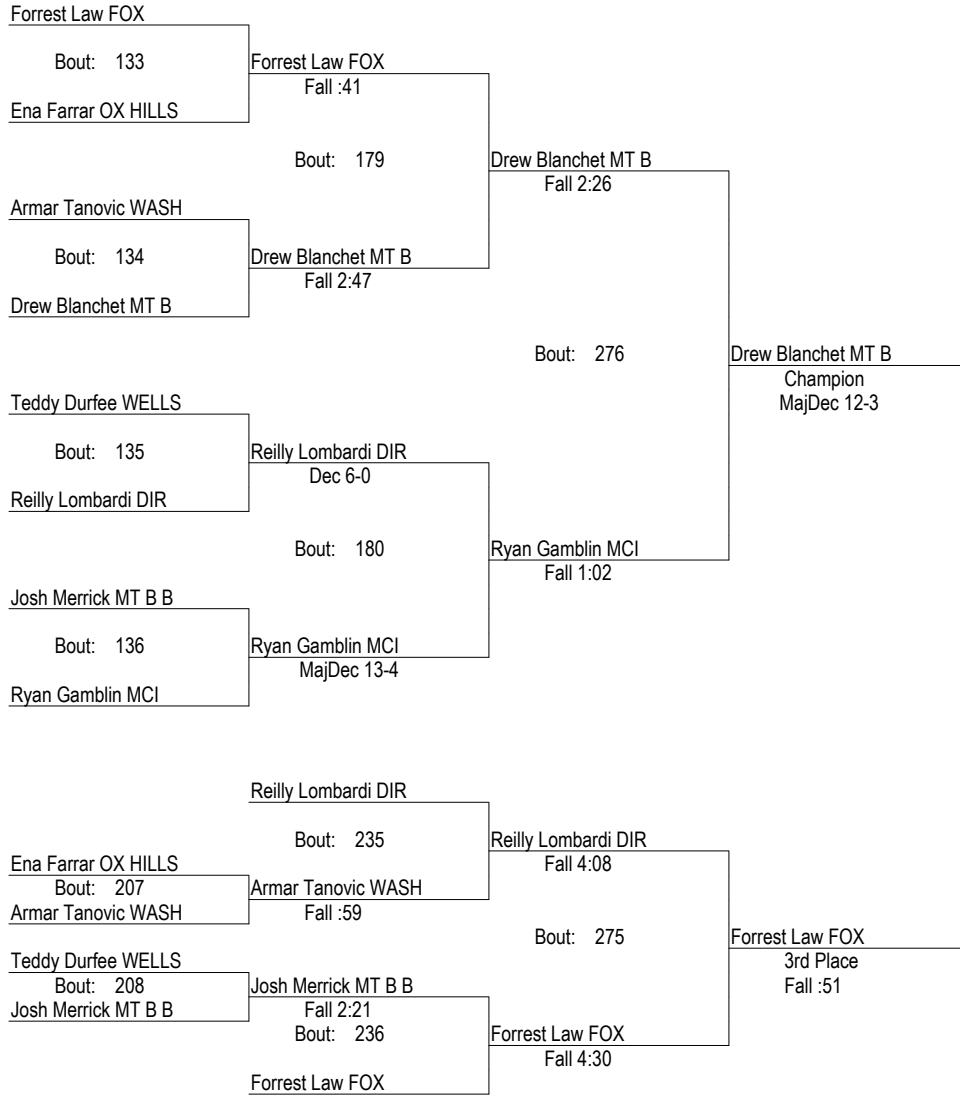 Forrest Law FOX
Bout: 133
Forrest Law FOX
Fall :41
Ena Farrar OX HILLS
Bout: 179
Drew Blanchet MT B
Fall 2:26
Armar Tanovic WASH
Bout: 134
Drew Blanchet MT B
Fall 2:47
Drew Blanchet MT B
Bout: 276
Drew Blanchet MT B
Champion
MajDec 12-3
Teddy Durfee WELLS
Bout: 135
Reilly Lombardi DIR
Dec 6-0
Reilly Lombardi DIR
Bout: 180
Ryan Gamblin MCI
Fall 1:02
Josh Merrick MT B B
Bout: 136
Ryan Gamblin MCI
MajDec 13-4
Ryan Gamblin MCI
Reilly Lombardi DIR
Bout: 235
Reilly Lombardi DIR
Fall 4:08
Ena Farrar OX HILLS
Bout: 207
Armar Tanovic WASH
Armar Tanovic WASH
Fall :59
Bout: 275
Forrest Law FOX
3rd Place
Fall :51
Teddy Durfee WELLS
Bout: 208
Josh Merrick MT B B
Josh Merrick MT B B
Fall 2:21
Bout: 236
Forrest Law FOX
Fall 4:30
Forrest Law FOX